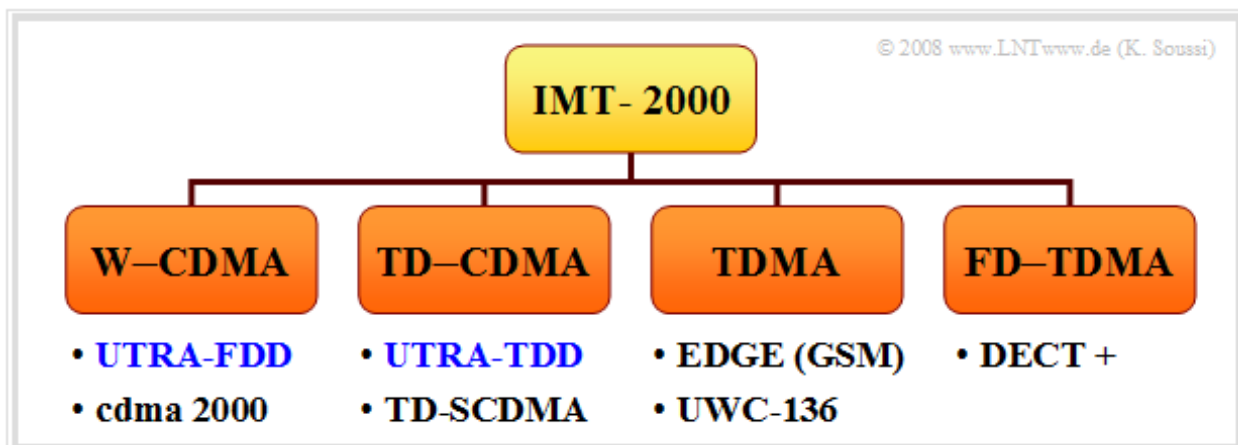 © 2008 www.LNTwww.de (K. Soussi)
IMT- 2000
W–CDMA
TD–CDMA
TDMA
FD–TDMA
• UTRA-FDD
• cdma 2000
• UTRA-TDD
• TD-SCDMA
• EDGE (GSM)
• UWC-136
• DECT +